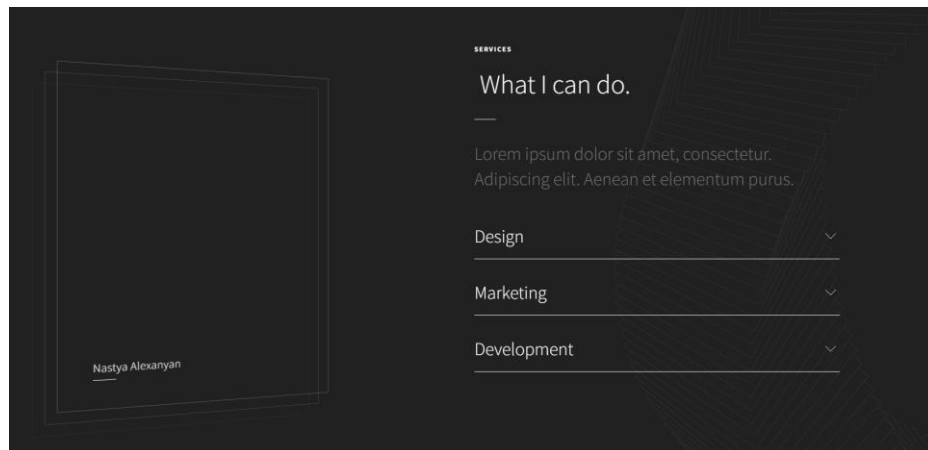 SERVICES
What I can do.
Lorem ipsum dolor sit amet, consectetur.
Adipiscing elit. Aenean et elementum purus.
Design
Marketing
Development
Nastya Alexanyan